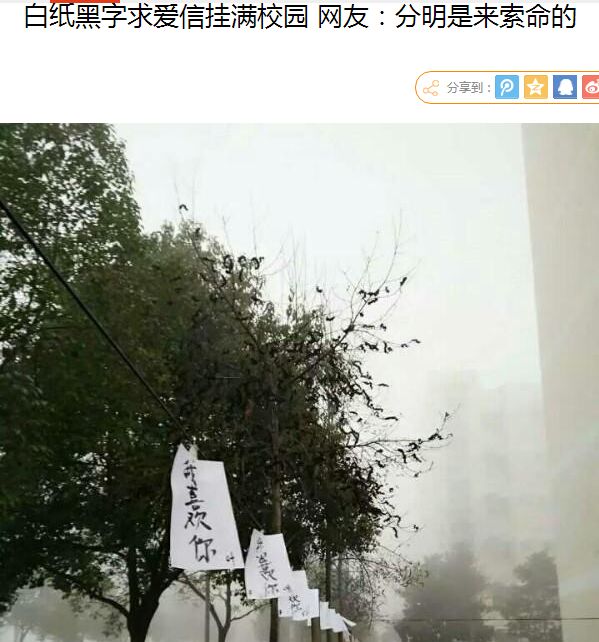 白纸黑字求爱信挂满校园 网友：分明是来索命的
分享到：
我喜欢你
我喜欢你